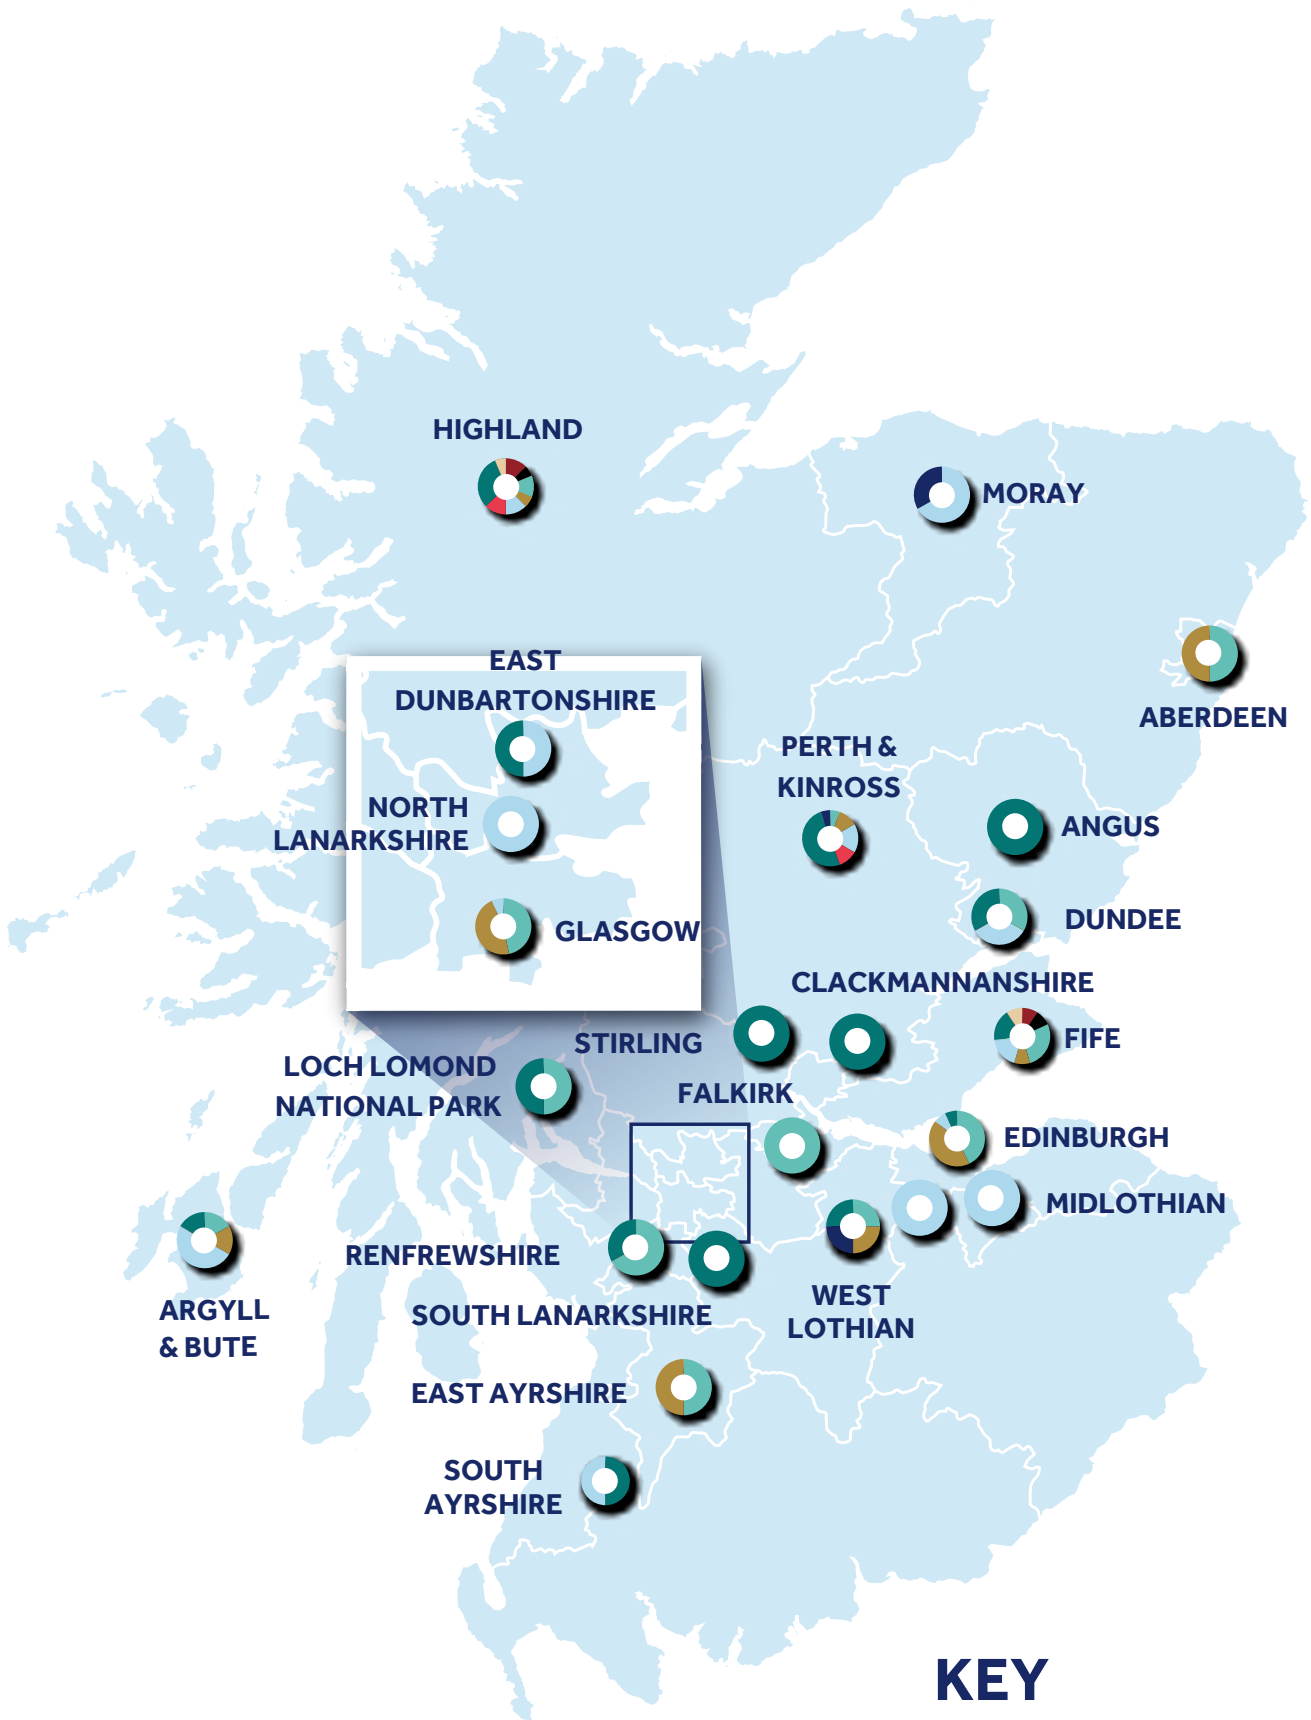 HIGHLAND
MORAY
EAST
DUNBARTONSHIRE
ABERDEEN
PERTH &
KINROSS
NORTH
LANARKSHIRE
ANGUS
GLASGOW
DUNDEE
CLACKMANNANSHIRE
STIRLING
FIFE
LOCH LOMOND
NATIONAL PARK
FALKIRK
EDINBURGH
MIDLOTHIAN
RENFREWSHIRE
ARGYLL
& BUTE
SOUTH LANARKSHIRE
WEST
LOTHIAN
EAST AYRSHIRE
SOUTH
AYRSHIRE
KEY